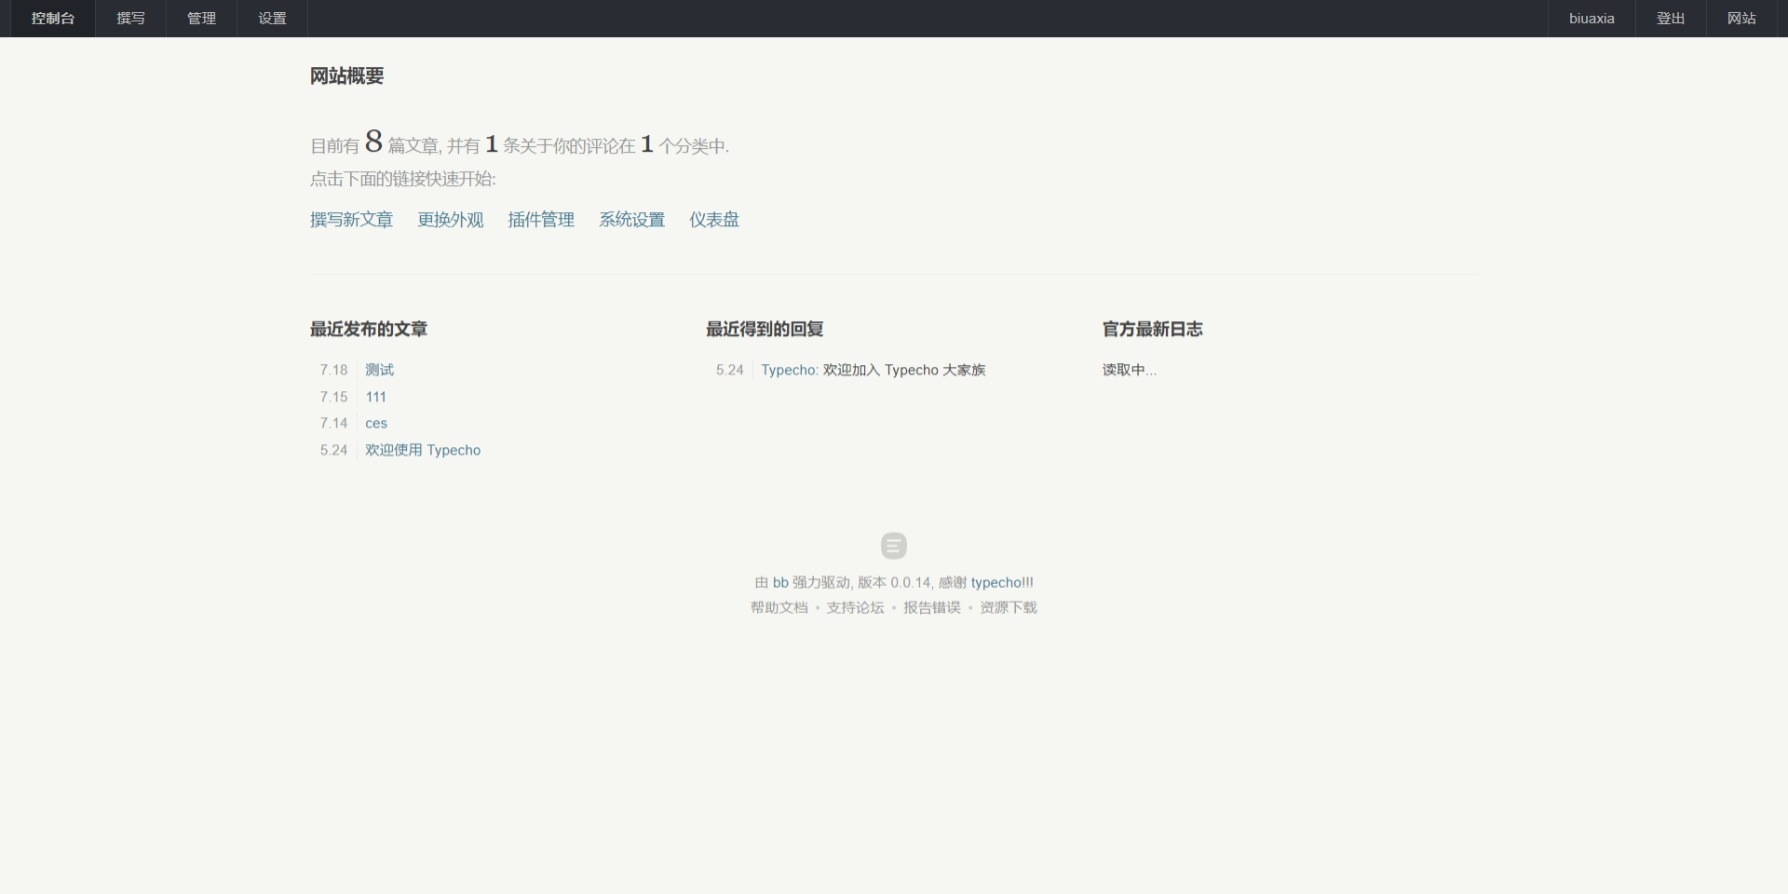 控制台 撰写 管理 设置 biuaxia 登出 网站
网站概要
目前有 8 篇文章, 并有 1 条关于你的评论在 1 个分类中.
点击下面的链接快速开始:
撰写新文章 更换外观 插件管理 系统设置 仪表盘
最近发布的文章
7.18 测试
7.15 111
7.14 ces
5.24 欢迎使用 Typecho
最近得到的回复
5.24 Typecho: 欢迎加入 Typecho 大家族
官方最新日志
读取中...
由 bb 强力驱动, 版本 0.0.14, 感谢 typecho!!!
帮助文档 • 支持论坛 • 报告错误 • 资源下载